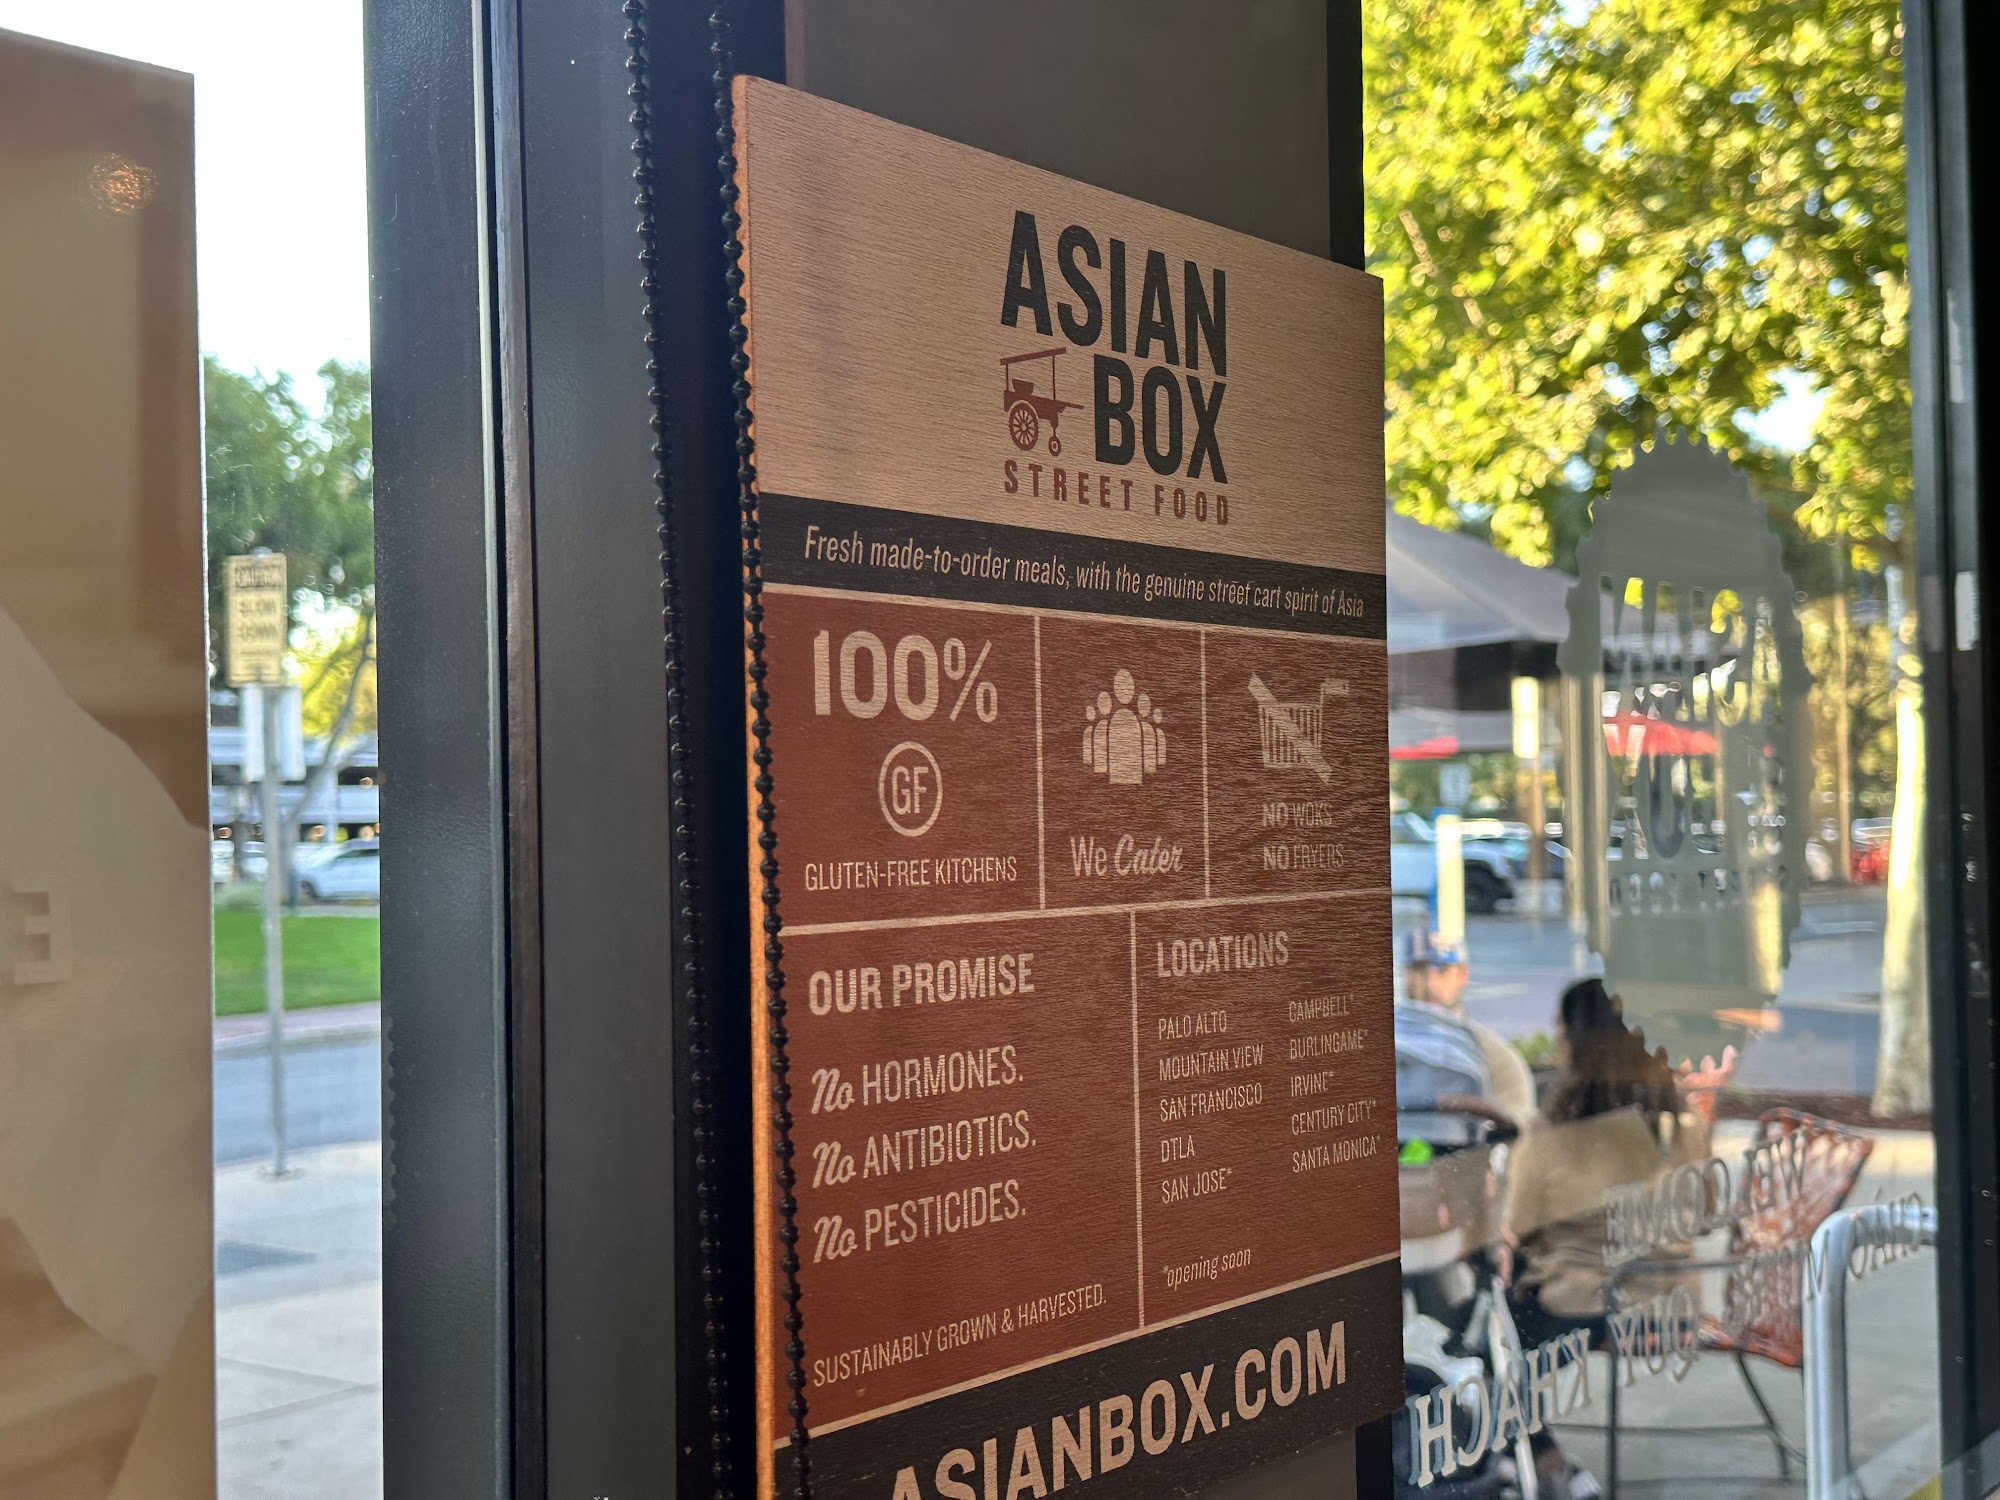 ASIAN
BOX
STREET FOOD
Fresh made-to-order meals, with the genuine street cart spirit of Asia
100%
GF
GLUTEN-FREE KITCHENS
We Cater
NO WOKS
NO FRYERS
OUR PROMISE
No HORMONES.
No ANTIBIOTICS.
No PESTICIDES.
SUSTAINABLY GROWN & HARVESTED.
LOCATIONS
PALO ALTO
MOUNTAIN VIEW
SAN FRANCISCO
DTLA
SAN JOSE*
CAMPBELL*
BURLINGAME*
IRVINE*
CENTURY CITY*
SANTA MONICA*
*opening soon
ASIANBOX.COM
CAUTION
SLOW
DOWN
E
WELCOME
CHÀO M
QUÝ KHÁCH